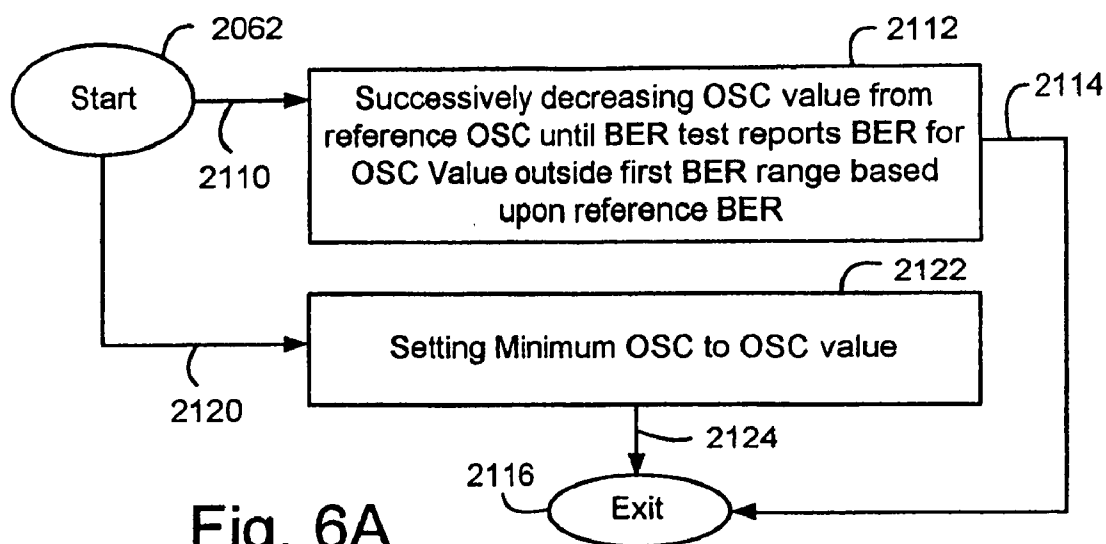 2062
Start
2110
2112
Successively decreasing OSC value from
reference OSC until BER test reports BER for
OSC Value outside first BER range based
upon reference BER
2114
2122
Setting Minimum OSC to OSC value
2120
2124
2116
Exit
Fig. 6A